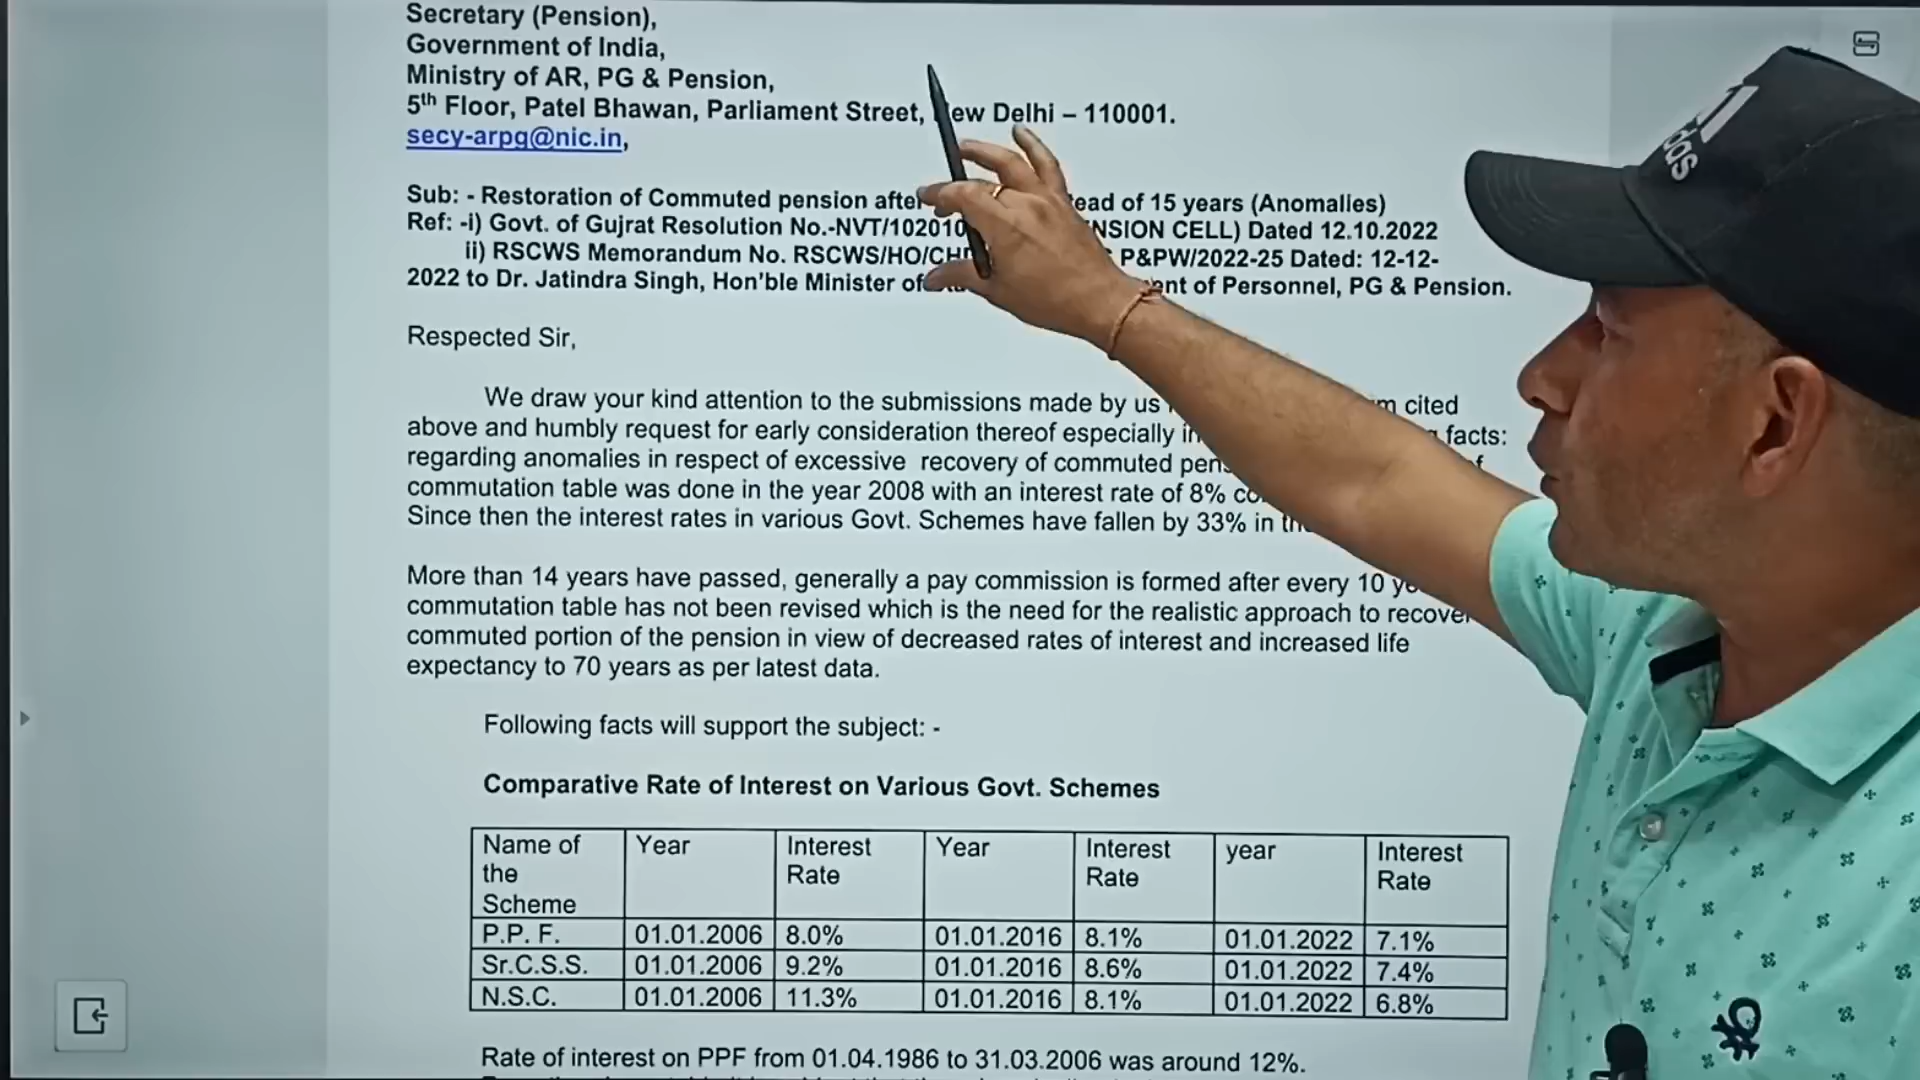 Secretary (Pension),
Government of India,
Ministry of AR, PG & Pension,
5th Floor, Patel Bhawan, Parliament Street, New Delhi – 110001.
secy-arpg@nic.in,
Sub: - Restoration of Commuted pension after of 15 years (Anomalies)
Ref: -i) Govt. of Gujrat Resolution No.-NVT/102010 CELL) Dated 12.10.2022
ii) RSCWS Memorandum No. RSCWS/HO/CHD P&PW/2022-25 Dated: 12-12-
2022 to Dr. Jatindra Singh, Hon'ble Minister of of Personnel, PG & Pension.
Respected Sir,
We draw your kind attention to the submissions made by us cited
above and humbly request for early consideration thereof especially in facts:
regarding anomalies in respect of excessive recovery of commuted
commutation table was done in the year 2008 with an interest rate of 8%
Since then the interest rates in various Govt. Schemes have fallen by 33% in
More than 14 years have passed, generally a pay commission is formed after every 10
commutation table has not been revised which is the need for the realistic approach to recover
commuted portion of the pension in view of decreased rates of interest and increased life
expectancy to 70 years as per latest data.
Following facts will support the subject: -
Comparative Rate of Interest on Various Govt. Schemes
Name of the Scheme Year Interest Rate Year Interest Rate year Interest Rate
P.P. F. 01.01.2006 8.0% 01.01.2016 8.1% 01.01.2022 7.1%
Sr.C.S.S. 01.01.2006 9.2% 01.01.2016 8.6% 01.01.2022 7.4%
N.S.C. 01.01.2006 11.3% 01.01.2016 8.1% 01.01.2022 6.8%
Rate of interest on PPF from 01.04.1986 to 31.03.2006 was around 12%.